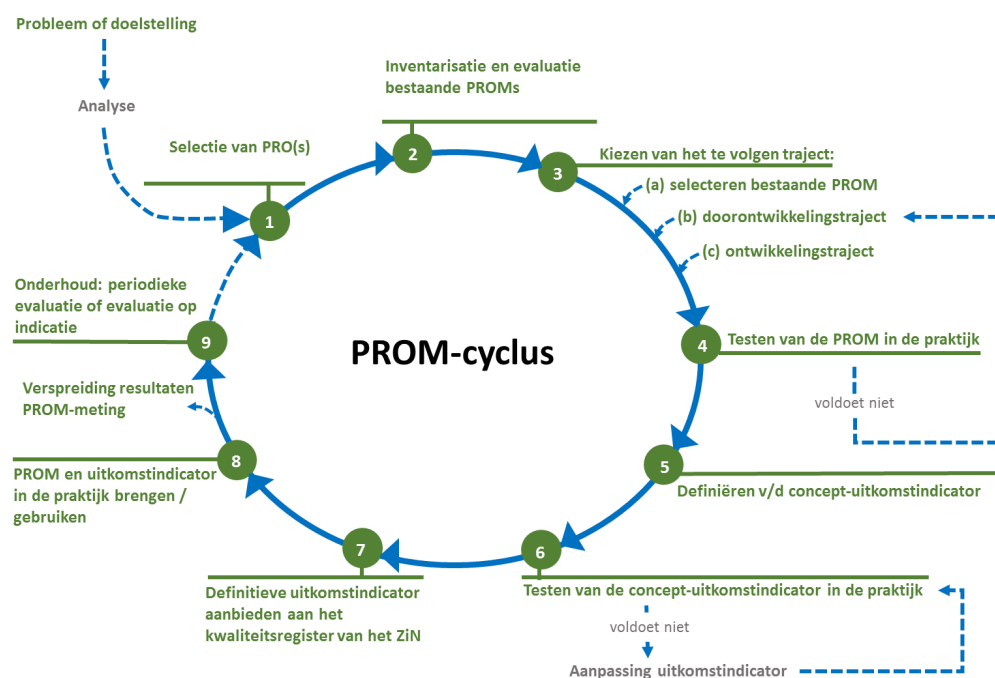 Probleem of doelstelling
Analyse
Selectie van PRO(s)
1
Inventarisatie en evaluatie
bestaande PROMs
2
Kiezen van het te volgen traject:
3
(a) selecteren bestaande PROM
(b) doorontwikkelingstraject
(c) ontwikkelingstraject
PROM-cyclus
4
Testen van de PROM in de praktijk
voldoet niet
5
Definiëren v/d concept-uitkomstindicator
6
Testen van de concept-uitkomstindicator in de praktijk
voldoet niet
Aanpassing uitkomstindicator
7
Definitieve uitkomstindicator
aanbieden aan het
kwaliteitsregister van het ZiN
8
PROM en uitkomstindicator
in de praktijk brengen /
gebruiken
Verspreiding resultaten
PROM-meting
9
Onderhoud: periodieke
evaluatie of evaluatie op
indicatie